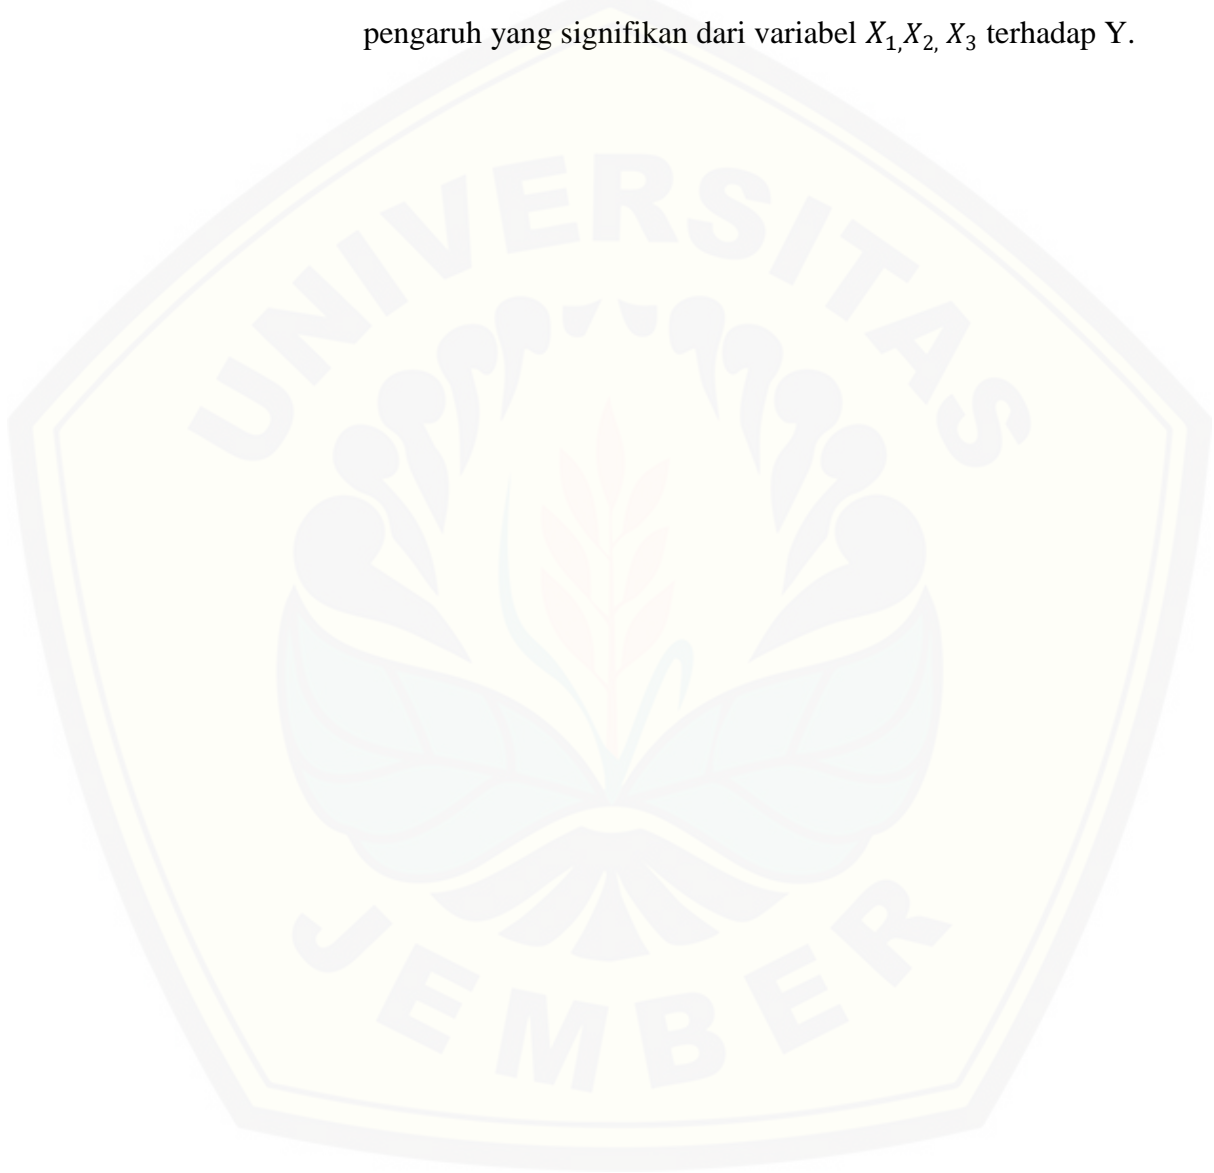 pengaruh yang signifikan dari variabel X₁,X₂, X₃ terhadap Y.
UNIVERSITAS
JEMBER